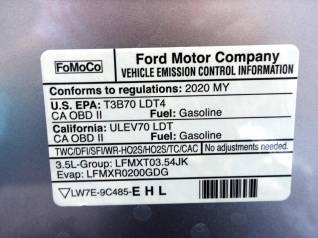 FoMoCo
Ford Motor Company
VEHICLE EMISSION CONTROL INFORMATION
Conforms to regulations: 2020 MY
U.S. EPA: T3B70 LDT4
CA OBD II Fuel: Gasoline
California: ULEV70 LDT
CA OBD II Fuel: Gasoline
TWC/DFI/SFI/WR-HO2S/HO2S/TC/CAC No adjustments needed.
3.5L-Group: LFMXT03.54JK
Evap: LFMXR0200GDG
LW7E-9C485-E H L